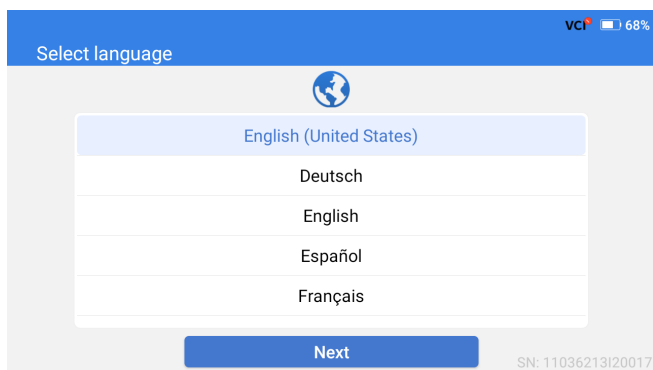 VCI 68%
Select language
English (United States)
Deutsch
English
Español
Français
Next
SN: 11036213I20017